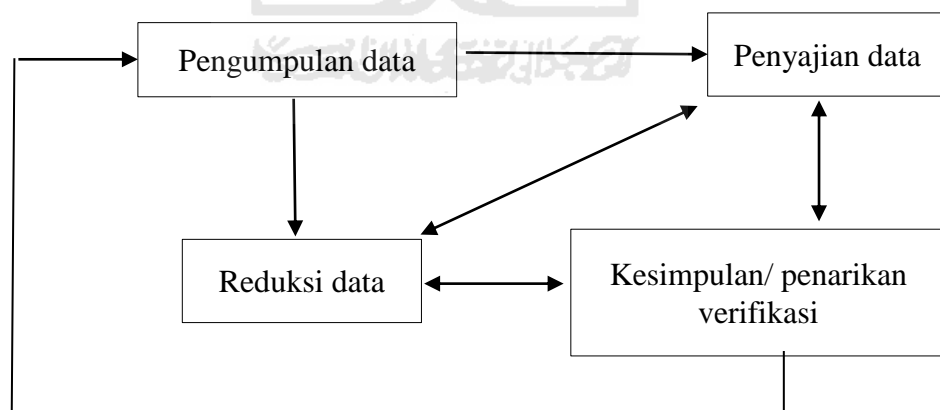 Pengumpulan data
Penyajian data
Reduksi data
Kesimpulan/ penarikan
verifikasi